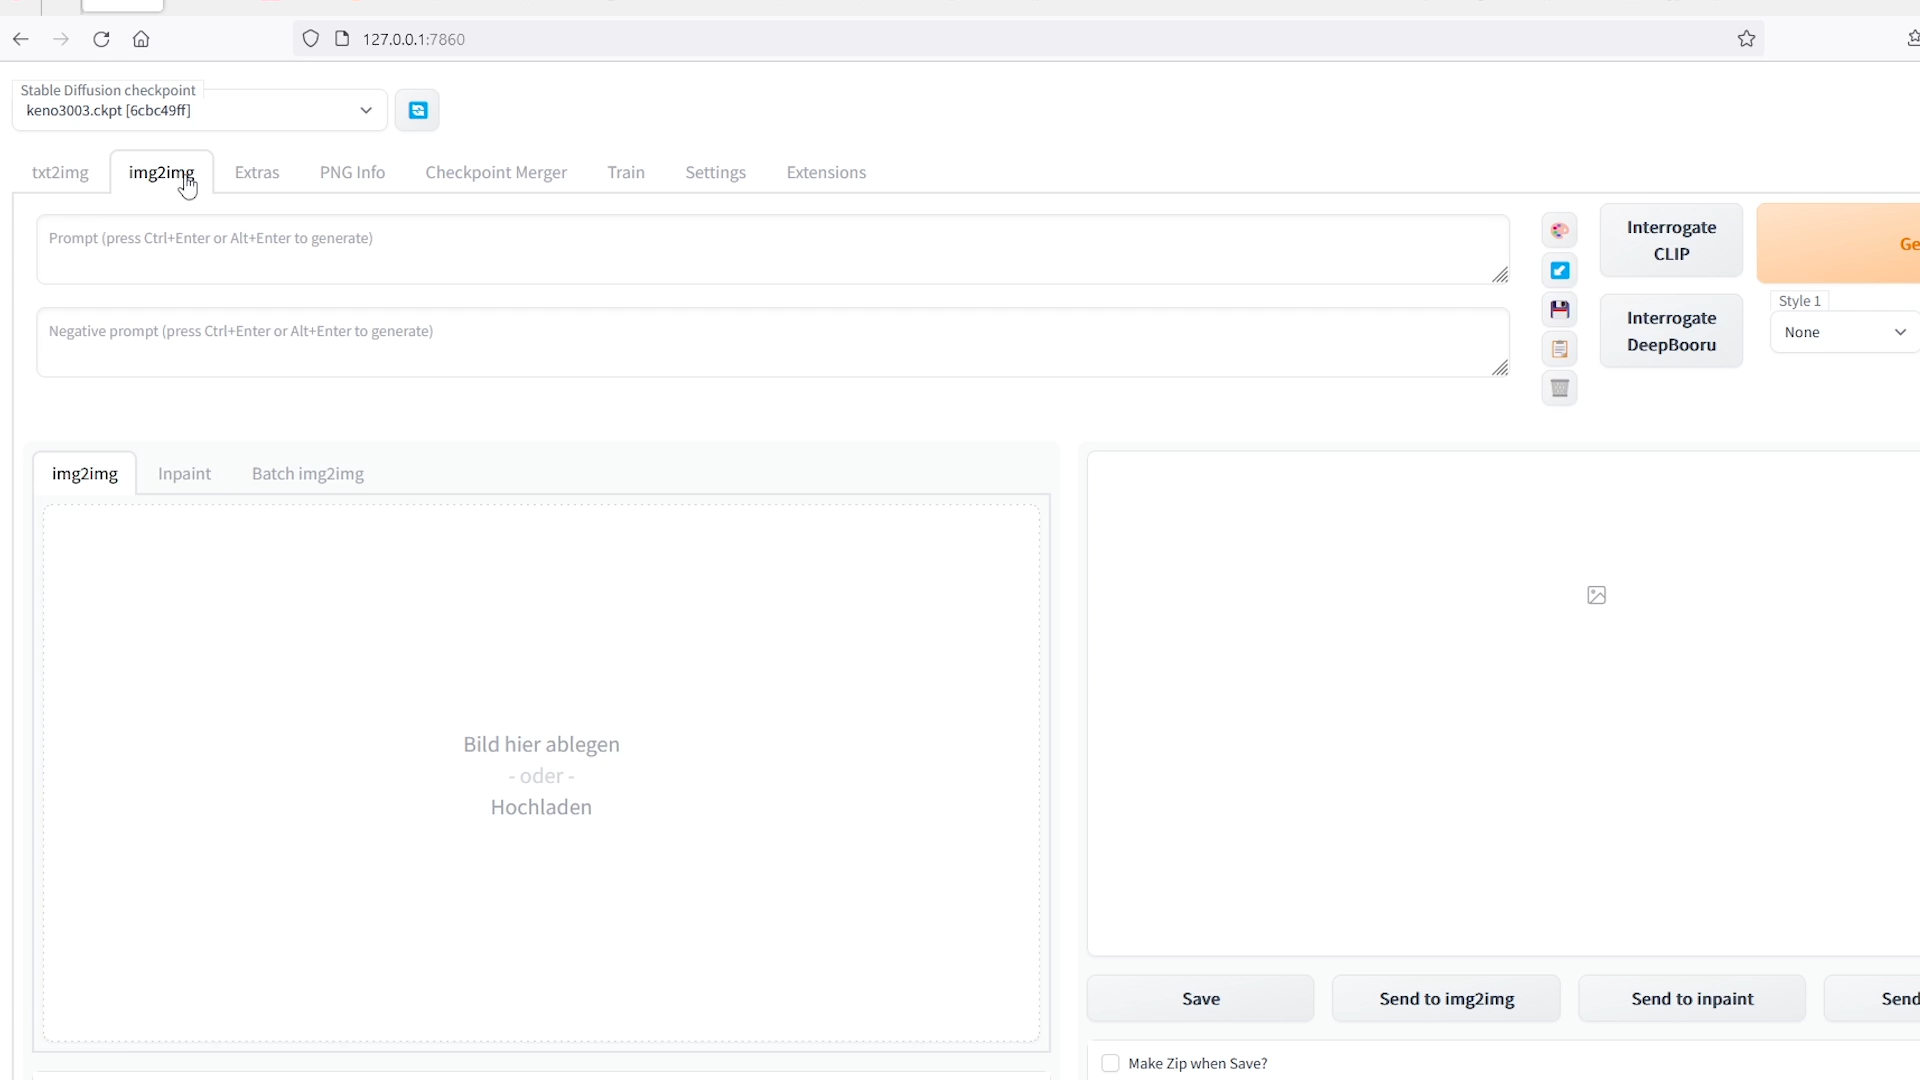 127.0.0.1:7860
Stable Diffusion checkpoint
keno3003.ckpt [6cbc49ff]
txt2img
img2img
Extras
PNG Info
Checkpoint Merger
Train
Settings
Extensions
Prompt (press Ctrl+Enter or Alt+Enter to generate)
Negative prompt (press Ctrl+Enter or Alt+Enter to generate)
Interrogate
CLIP
Ge
Interrogate
DeepBooru
Style 1
None
img2img
Inpaint
Batch img2img
Bild hier ablegen
- oder -
Hochladen
Save
Send to img2img
Send to inpaint
Send
Make Zip when Save?